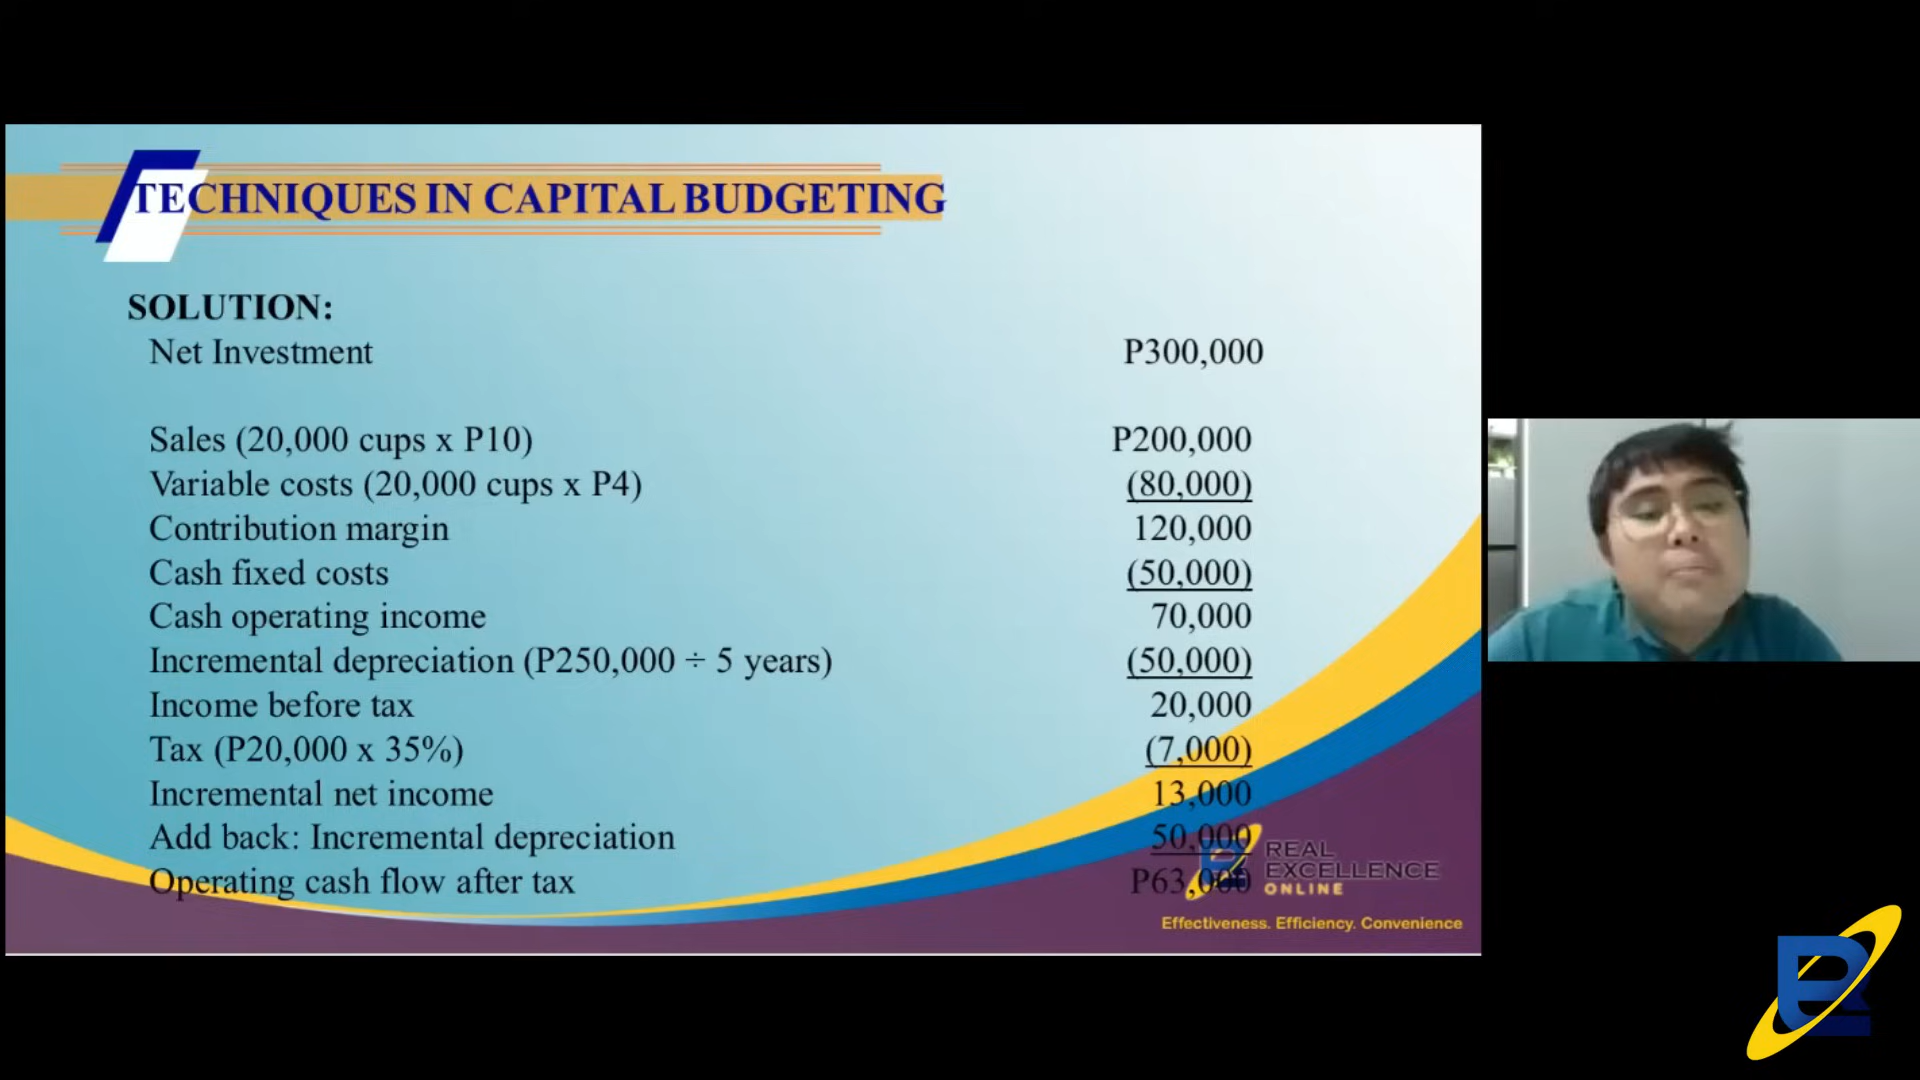 TECHNIQUES IN CAPITAL BUDGETING
SOLUTION:
Net Investment P300,000
Sales (20,000 cups x P10) P200,000
Variable costs (20,000 cups x P4) (80,000)
Contribution margin 120,000
Cash fixed costs (50,000)
Cash operating income 70,000
Incremental depreciation (P250,000 ÷ 5 years) (50,000)
Income before tax 20,000
Tax (P20,000 x 35%) (7,000)
Incremental net income 13,000
Add back: Incremental depreciation 50,000
Operating cash flow after tax P63,000
REAL
EXCELLENCE
ONLINE
Effectiveness. Efficiency. Convenience